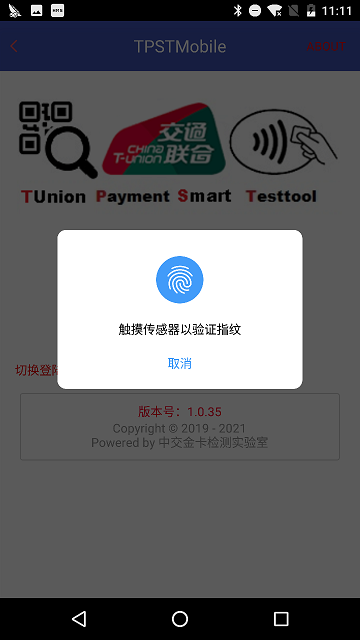 11:11
TPSTMobile
交通
CHINA
T-UNION 联合
TUnion Payment Smart Testtool
触摸传感器以验证指纹
取消
切换登
版本号：1.0.35
Copyright © 2019 - 2021
Powered by 中交金卡检测实验室